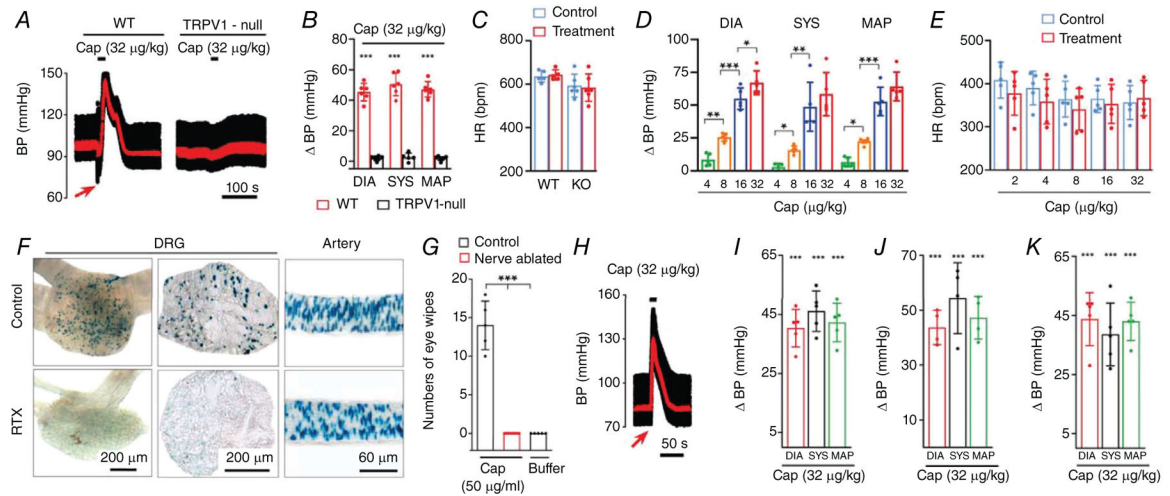 A
WT
TRPV1 - null
Cap (32 μg/kg)
Cap (32 μg/kg)
BP (mmHg)
180
150
120
90
60
100 s
B
Cap (32 μg/kg)
*** *** ***
Δ BP (mmHg)
80
60
40
20
0
DIA SYS MAP
WT
TRPV1-null
C
Control
Treatment
HR (bpm)
800
600
400
200
WT KO
D
DIA SYS MAP
** *** *
* **
* ***
Δ BP (mmHg)
100
75
50
25
0
4 8 16 32 4 8 16 32 4 8 16 32
Cap (μg/kg)
E
Control
Treatment
HR (bpm)
400
300
200
2 4 8 16 32
Cap (μg/kg)
F
DRG
Artery
Control
RTX
200 μm
200 μm
60 μm
G
Control
Nerve ablated
***
Numbers of eye wipes
20
15
10
5
0
Cap Buffer
(50 μg/ml)
H
Cap (32 μg/kg)
BP (mmHg)
160
130
100
70
50 s
I
*** *** ***
Δ BP (mmHg)
65
45
25
5
DIA SYS MAP
Cap (32 μg/kg)
J
*** *** ***
Δ BP (mmHg)
70
50
30
10
DIA SYS MAP
Cap (32 μg/kg)
K
*** *** ***
Δ BP (mmHg)
65
45
25
5
DIA SYS MAP
Cap (32 μg/kg)